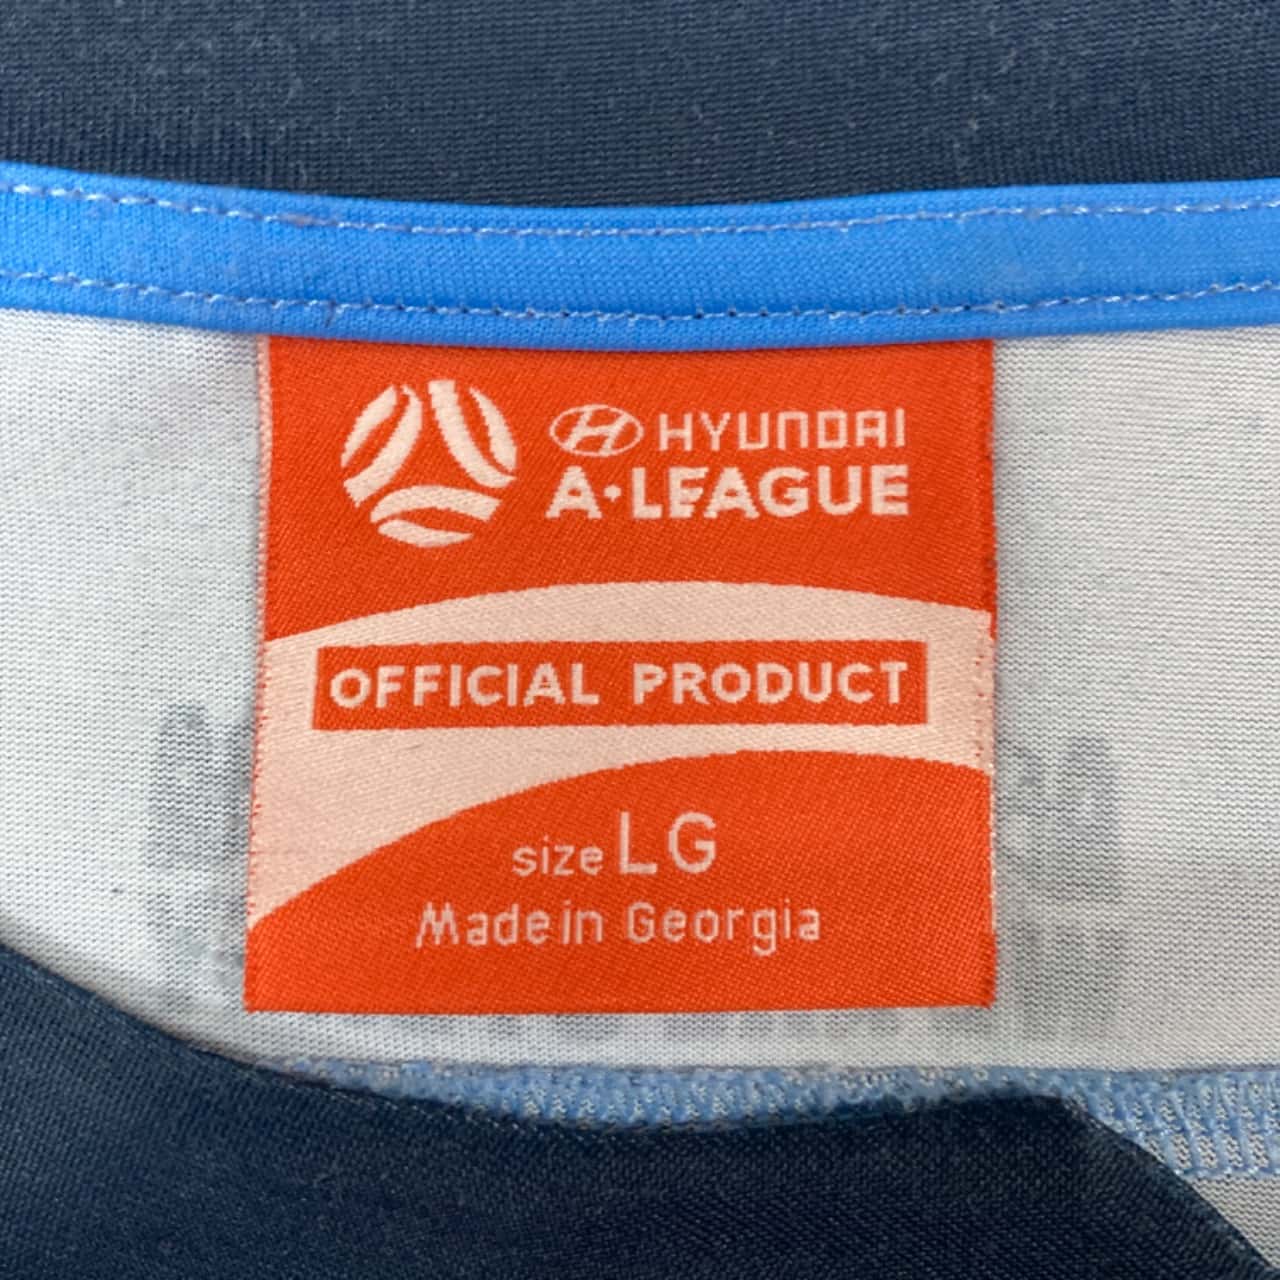 HYUNDAI
A-LEAGUE
OFFICIAL PRODUCT
size LG
Made in Georgia